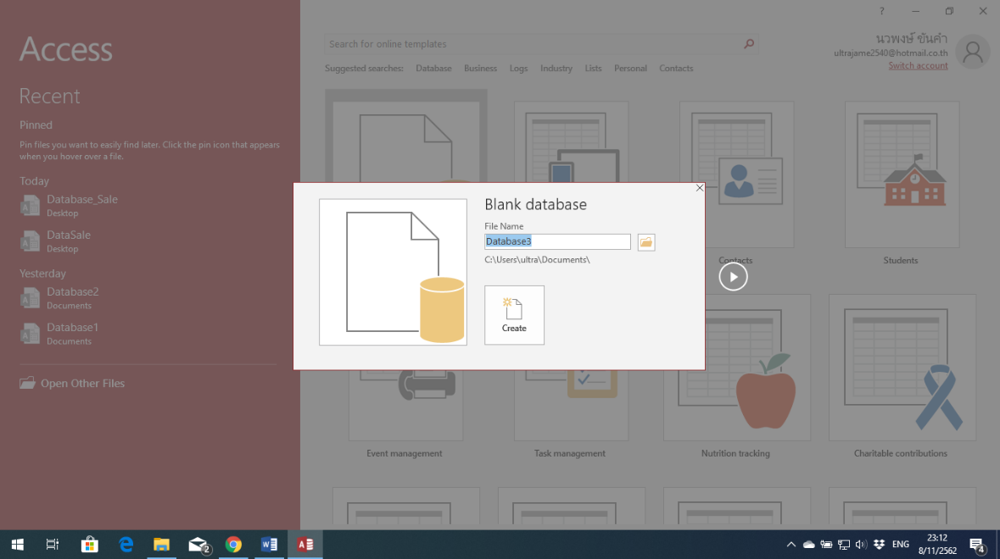 ?
Access
Search for online templates
นวพงษ์ ขันคำ
ultrajame2540@hotmail.co.th
Switch account
Suggested searches: Database Business Logs Industry Lists Personal Contacts
Recent
Pinned
Pin files you want to easily find later. Click the pin icon that appears
when you hover over a file.
Today
Database_Sale
Desktop
DataSale
Desktop
Yesterday
Database2
Documents
Database1
Documents
Open Other Files
Blank database
File Name
Database3
C:\Users\ultra\Documents\
Create
Contacts
Students
Event management
Task management
Nutrition tracking
Charitable contributions
2
W
A
ENG
23:12
8/11/2562
4